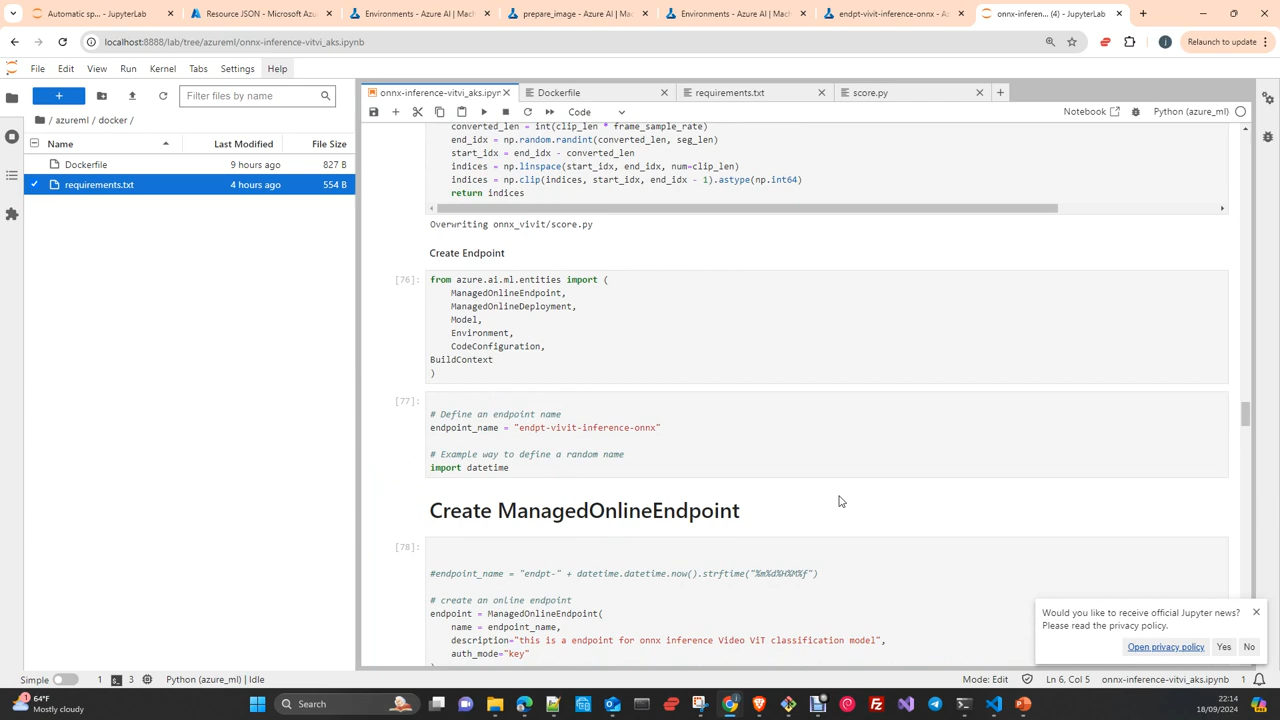 Automatic sp... - JupyterLab
Resource JSON - Microsoft Azur
Environments - Azure AI | Mach
prepare_image - Azure AI | Mac
Environments - Azure AI | Mach
endpt-vivit-inference-onnx - Az
onnx-inferen... (4) - JupyterLab
localhost:8888/lab/tree/azureml/onnx-inference-vitvi_aks.ipynb
Relaunch to update
File Edit View Run Kernel Tabs Settings Help
Filter files by name
/ azureml / docker /
Name Last Modified File Size
Dockerfile 9 hours ago 827 B
requirements.txt 4 hours ago 554 B
onnx-inference-vitvi_aks.ipyn
Dockerfile
requirements.txt
score.py
Code
Notebook
Python (azure_ml)
converted_len = int(clip_len * frame_sample_rate)
end_idx = np.random.randint(converted_len, seg_len)
start_idx = end_idx - converted_len
indices = np.linspace(start_idx, end_idx, num=clip_len)
indices = np.clip(indices, start_idx, end_idx - 1).astype(np.int64)
return indices
Overwriting onnx_vivit/score.py
Create Endpoint
[76]:
from azure.ai.ml.entities import (
ManagedOnlineEndpoint,
ManagedOnlineDeployment,
Model,
Environment,
CodeConfiguration,
BuildContext
)
[77]:
# Define an endpoint name
endpoint_name = "endpt-vivit-inference-onnx"
# Example way to define a random name
import datetime
Create ManagedOnlineEndpoint
[78]:
#endpoint_name = "endpt-" + datetime.datetime.now().strftime("%m%d%H%M%f")
# create an online endpoint
endpoint = ManagedOnlineEndpoint(
name = endpoint_name,
description="this is a endpoint for onnx inference Video ViT classification model",
auth_mode="key"
Would you like to receive official Jupyter news?
Please read the privacy policy.
Open privacy policy Yes No
Simple 1 3 Python (azure_ml) | Idle
Mode: Edit Ln 6, Col 5 onnx-inference-vitvi_aks.ipynb 1
64°F
Mostly cloudy
Search
22:14
18/09/2024